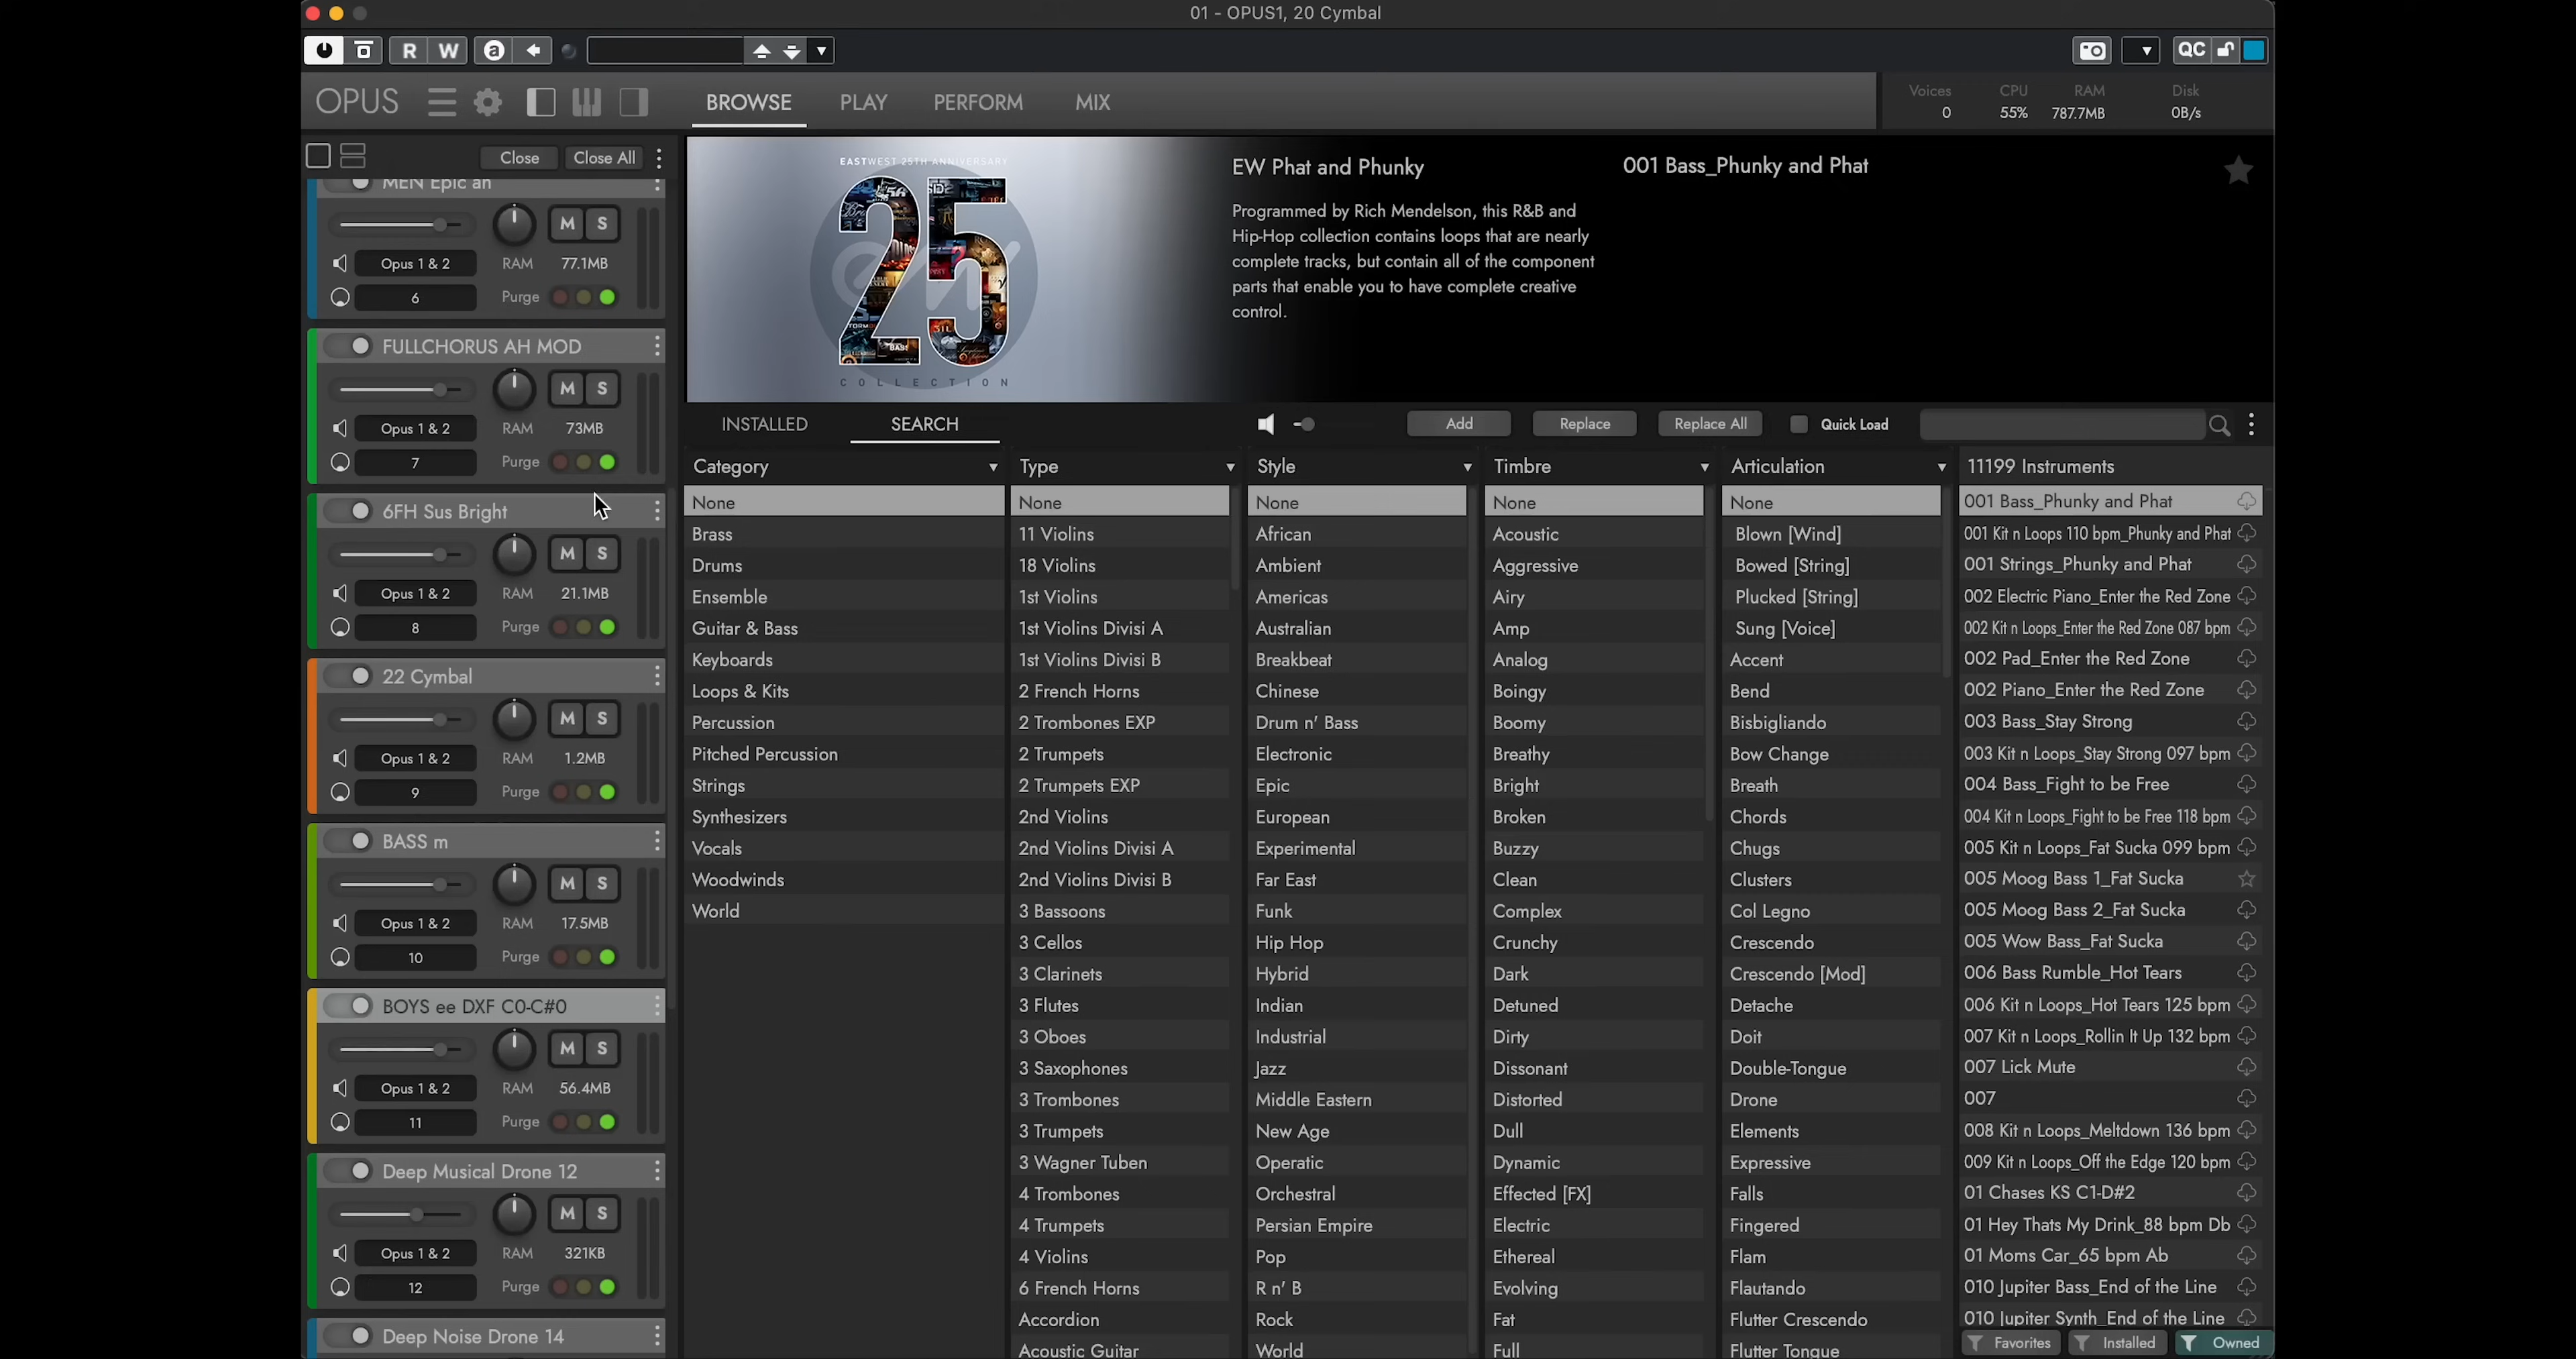 01 - OPUS1, 20 Cymbal
R W a QC
OPUS BROWSE PLAY PERFORM MIX
Voices CPU RAM Disk
0 55% 787.7MB 0B/s
Close Close All
MEN Epic ah
M S
Opus 1 & 2 RAM 77.1MB
6 Purge
FULLCHORUS AH MOD
M S
Opus 1 & 2 RAM 73MB
7 Purge
6FH Sus Bright
M S
Opus 1 & 2 RAM 21.1MB
8 Purge
22 Cymbal
M S
Opus 1 & 2 RAM 1.2MB
9 Purge
BASS m
M S
Opus 1 & 2 RAM 17.5MB
10 Purge
BOYS ee DXF C0-C#0
M S
Opus 1 & 2 RAM 56.4MB
11 Purge
Deep Musical Drone 12
M S
Opus 1 & 2 RAM 321KB
12 Purge
Deep Noise Drone 14
EASTWEST 25TH ANNIVERSARY
25
COLLECTION
EW Phat and Phunky
Programmed by Rich Mendelson, this R&B and
Hip-Hop collection contains loops that are nearly
complete tracks, but contain all of the component
parts that enable you to have complete creative
control.
001 Bass_Phunky and Phat
INSTALLED SEARCH
Add Replace Replace All Quick Load
Category
None
Brass
Drums
Ensemble
Guitar & Bass
Keyboards
Loops & Kits
Percussion
Pitched Percussion
Strings
Synthesizers
Vocals
Woodwinds
World
Type
None
11 Violins
18 Violins
1st Violins
1st Violins Divisi A
1st Violins Divisi B
2 French Horns
2 Trombones EXP
2 Trumpets
2 Trumpets EXP
2nd Violins
2nd Violins Divisi A
2nd Violins Divisi B
3 Bassoons
3 Cellos
3 Clarinets
3 Flutes
3 Oboes
3 Saxophones
3 Trombones
3 Trumpets
3 Wagner Tuben
4 Trombones
4 Trumpets
4 Violins
6 French Horns
Accordion
Acoustic Guitar
Style
None
African
Ambient
Americas
Australian
Breakbeat
Chinese
Drum n' Bass
Electronic
Epic
European
Experimental
Far East
Funk
Hip Hop
Hybrid
Indian
Industrial
Jazz
Middle Eastern
New Age
Operatic
Orchestral
Persian Empire
Pop
R n' B
Rock
World
Timbre
None
Acoustic
Aggressive
Airy
Amp
Analog
Boingy
Boomy
Breathy
Bright
Broken
Buzzy
Clean
Complex
Crunchy
Dark
Detuned
Dirty
Dissonant
Distorted
Dull
Dynamic
Effected [FX]
Electric
Ethereal
Evolving
Fat
Full
Articulation
None
Blown [Wind]
Bowed [String]
Plucked [String]
Sung [Voice]
Accent
Bend
Bisbigliando
Bow Change
Breath
Chords
Chugs
Clusters
Col Legno
Crescendo
Crescendo [Mod]
Detache
Doit
Double-Tongue
Drone
Elements
Expressive
Falls
Fingered
Flam
Flautando
Flutter Crescendo
Flutter Tongue
11199 Instruments
001 Bass_Phunky and Phat
001 Kit n Loops 110 bpm_Phunky and Phat
001 Strings_Phunky and Phat
002 Electric Piano_Enter the Red Zone
002 Kit n Loops_Enter the Red Zone 087 bpm
002 Pad_Enter the Red Zone
002 Piano_Enter the Red Zone
003 Bass_Stay Strong
003 Kit n Loops_Stay Strong 097 bpm
004 Bass_Fight to be Free
004 Kit n Loops_Fight to be Free 118 bpm
005 Kit n Loops_Fat Sucka 099 bpm
005 Moog Bass 1_Fat Sucka
005 Moog Bass 2_Fat Sucka
005 Wow Bass_Fat Sucka
006 Bass Rumble_Hot Tears
006 Kit n Loops_Hot Tears 125 bpm
007 Kit n Loops_Rollin It Up 132 bpm
007 Lick Mute
007
008 Kit n Loops_Meltdown 136 bpm
009 Kit n Loops_Off the Edge 120 bpm
01 Chases KS C1-D#2
01 Hey Thats My Drink_88 bpm Db
01 Moms Car_65 bpm Ab
010 Jupiter Bass_End of the Line
010 Jupiter Synth_End of the Line
Favorites Installed Owned